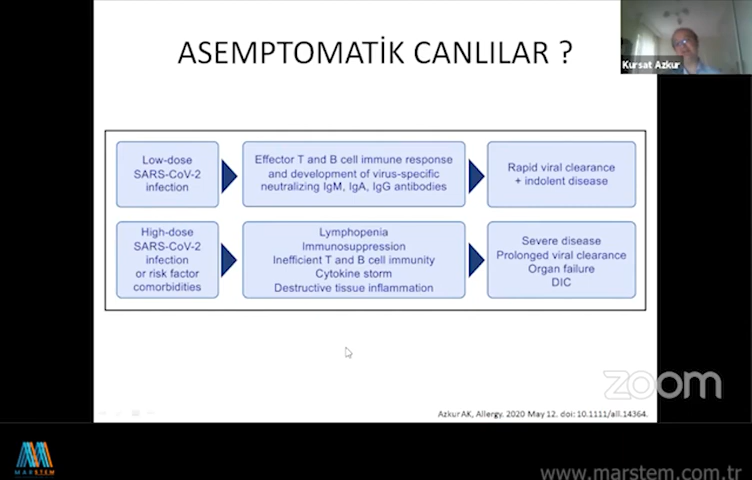 ASEMPTOMATİK CANLILAR ?
Kursat Azkur
Low-dose
SARS-CoV-2
infection
Effector T and B cell immune response
and development of virus-specific
neutralizing IgM, IgA, IgG antibodies
Rapid viral clearance
+ indolent disease
High-dose
SARS-CoV-2
infection
or risk factor
comorbidities
Lymphopenia
Immunosuppression
Inefficient T and B cell immunity
Cytokine storm
Destructive tissue inflammation
Severe disease
Prolonged viral clearance
Organ failure
DIC
zoom
Azkur AK, Allergy. 2020 May 12. doi: 10.1111/all.14364.
MARSTEM
www.marstem.com.tr